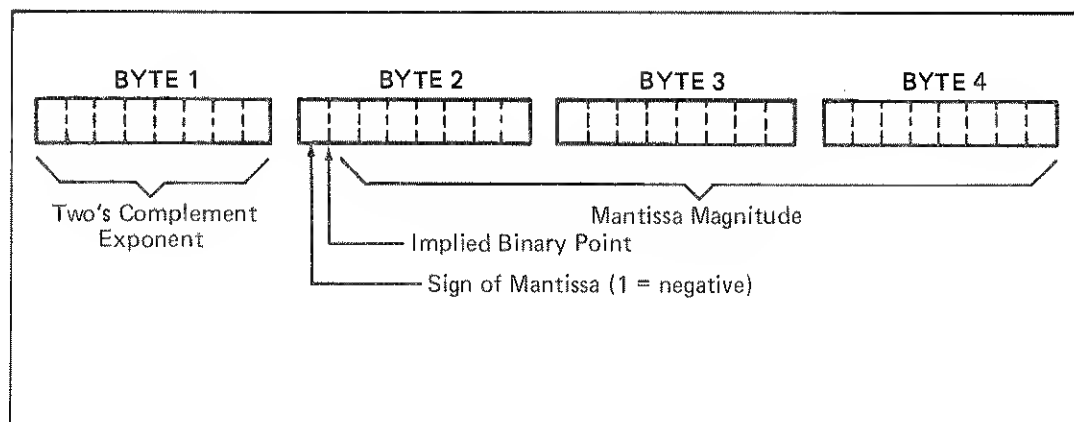 BYTE 1 BYTE 2 BYTE 3 BYTE 4
Two's Complement
Exponent
Mantissa Magnitude
Implied Binary Point
Sign of Mantissa (1 = negative)